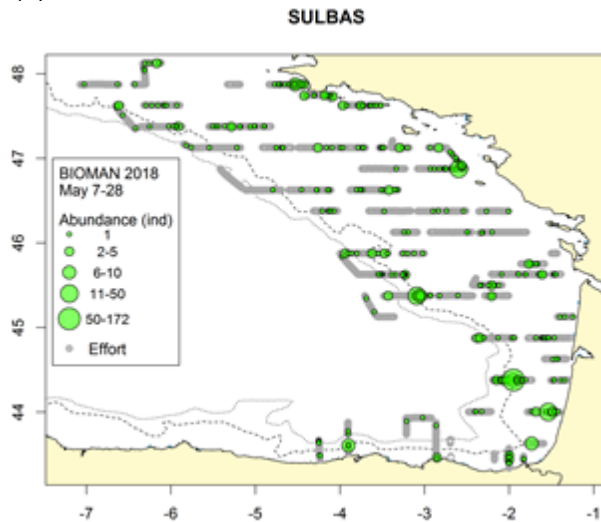 SULBAS
48
47
46
45
44
BIOMAN 2018
May 7-28
Abundance (ind)
1
2-5
6-10
11-50
50-172
Effort
-7 -6 -5 -4 -3 -2 -1